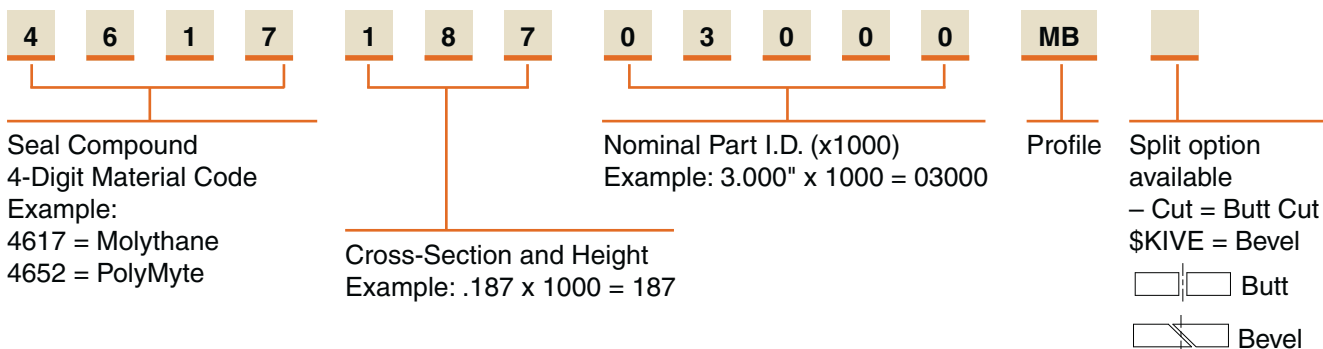 4 6 1 7 1 8 7 0 3 0 0 0 MB
Seal Compound
4-Digit Material Code
Example:
4617 = Molythane
4652 = PolyMyte
Cross-Section and Height
Example: .187 x 1000 = 187
Nominal Part I.D. (x1000)
Example: 3.000" x 1000 = 03000
Profile
Split option
available
– Cut = Butt Cut
$KIVE = Bevel
Butt
Bevel